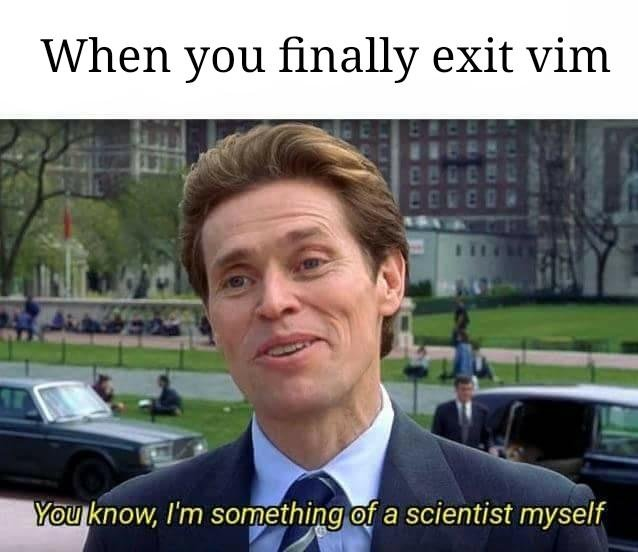 When you finally exit vim
You know, I'm something of a scientist myself